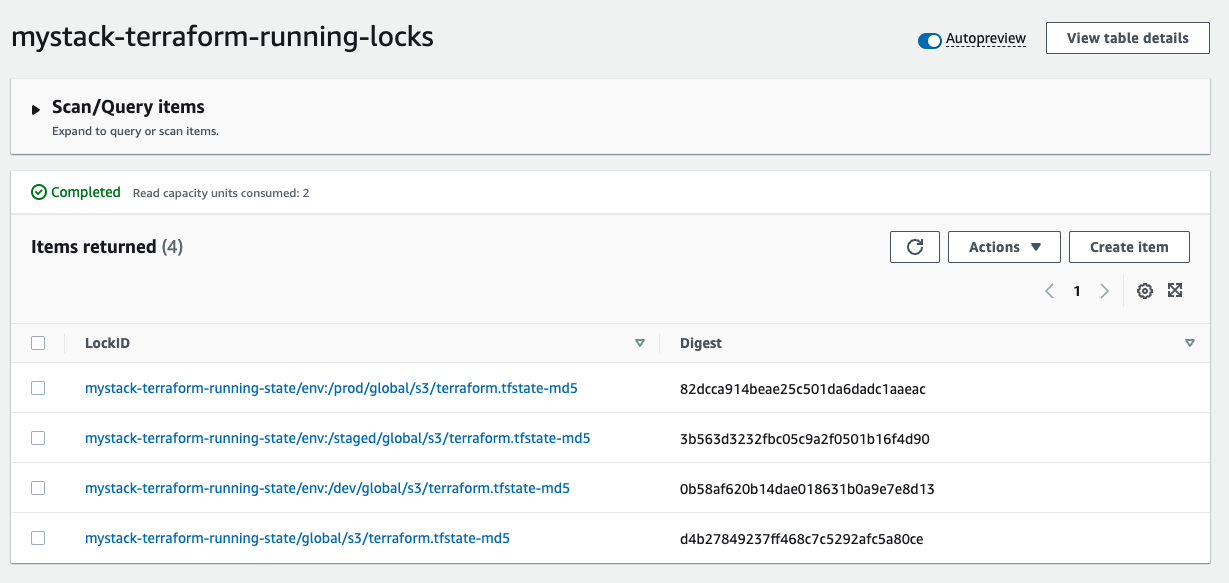 mystack-terraform-running-locks
Autopreview
View table details
Scan/Query items
Expand to query or scan items.
Completed Read capacity units consumed: 2
Items returned (4)
Actions
Create item
1
LockID Digest
mystack-terraform-running-state/env:/prod/global/s3/terraform.tfstate-md5 82dcca914beae25c501da6dadc1aaeac
mystack-terraform-running-state/env:/staged/global/s3/terraform.tfstate-md5 3b563d3232fbc05c9a2f0501b16f4d90
mystack-terraform-running-state/env:/dev/global/s3/terraform.tfstate-md5 0b58af620b14dae018631b0a9e7e8d13
mystack-terraform-running-state/global/s3/terraform.tfstate-md5 d4b27849237ff468c7c5292afc5a80ce